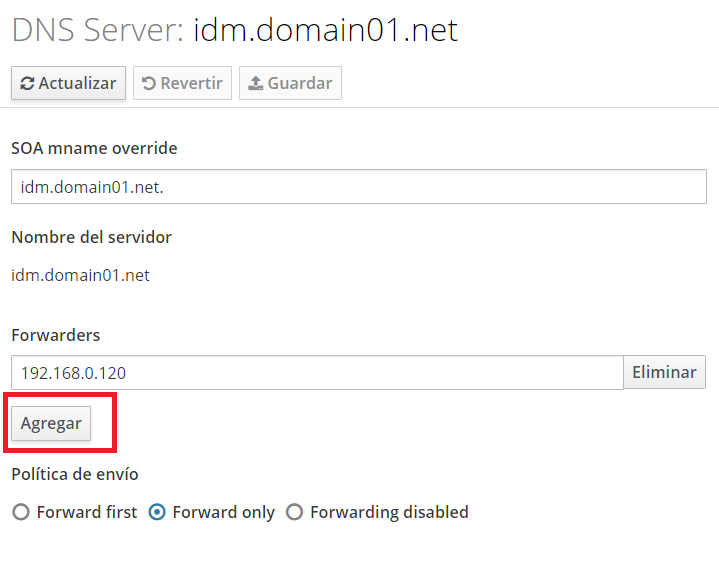 DNS Server: idm.domain01.net
Actualizar Revertir Guardar
SOA mname override
idm.domain01.net.
Nombre del servidor
idm.domain01.net
Forwarders
192.168.0.120 Eliminar
Agregar
Política de envío
Forward first Forward only Forwarding disabled